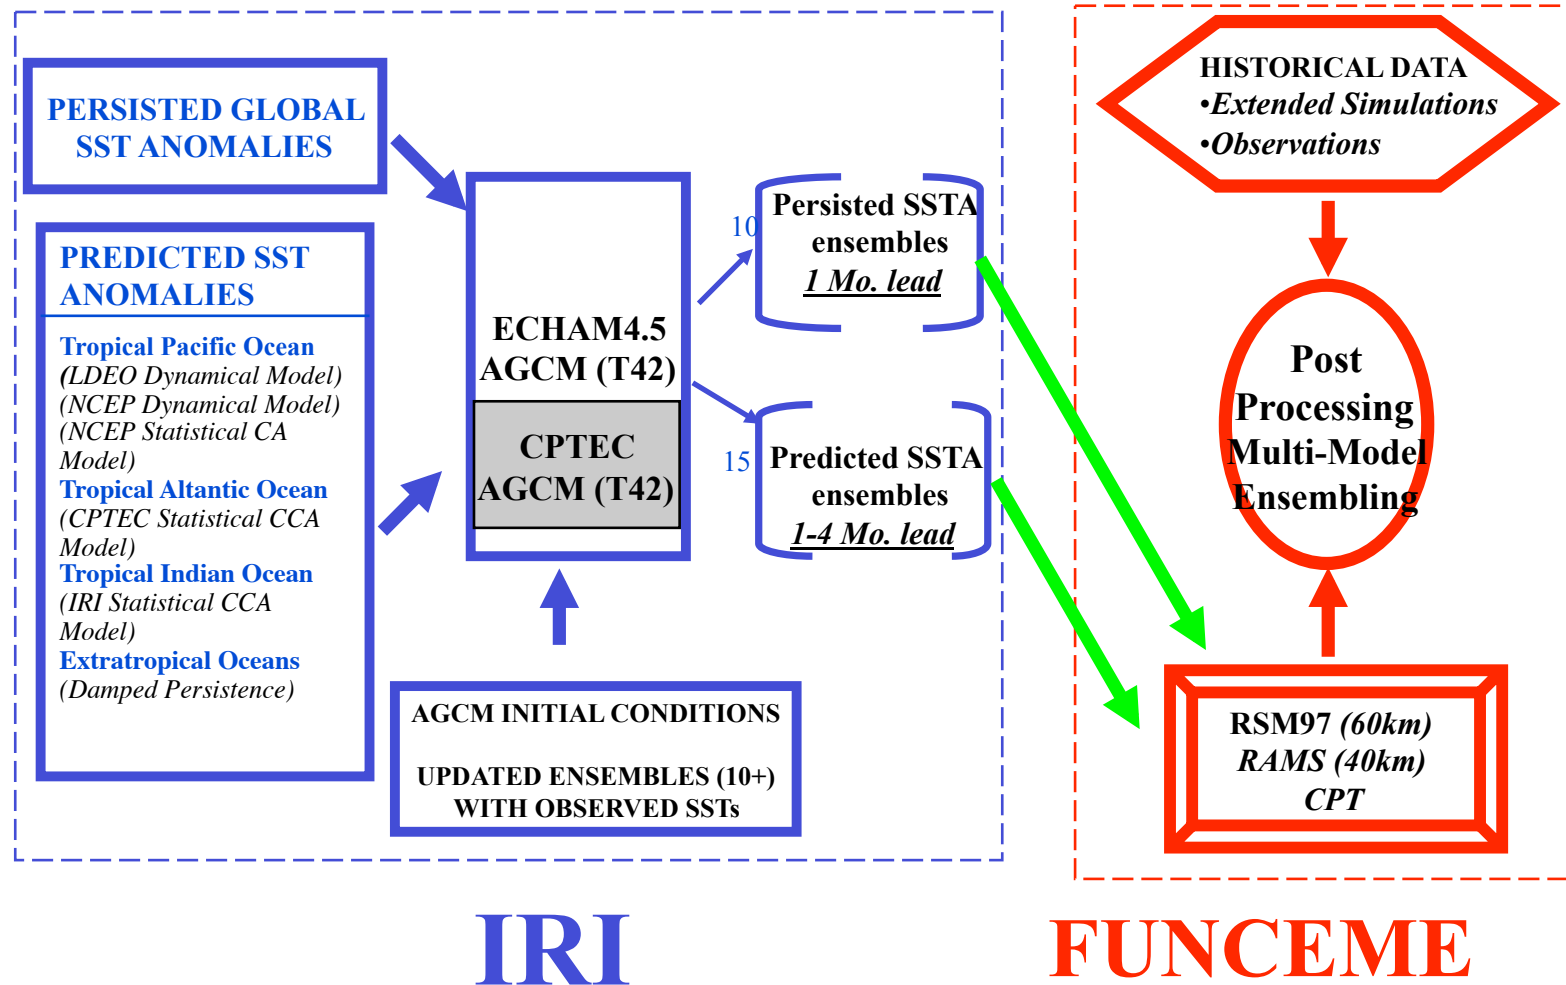 PERSISTED GLOBAL
SST ANOMALIES
PREDICTED SST
ANOMALIES
Tropical Pacific Ocean
(LDEO Dynamical Model)
(NCEP Dynamical Model)
(NCEP Statistical CA
Model)
Tropical Altantic Ocean
(CPTEC Statistical CCA
Model)
Tropical Indian Ocean
(IRI Statistical CCA
Model)
Extratropical Oceans
(Damped Persistence)
ECHAM4.5
AGCM (T42)
CPTEC
AGCM (T42)
AGCM INITIAL CONDITIONS
UPDATED ENSEMBLES (10+)
WITH OBSERVED SSTs
10
Persisted SSTA
ensembles
1 Mo. lead
15
Predicted SSTA
ensembles
1-4 Mo. lead
IRI
HISTORICAL DATA
•Extended Simulations
•Observations
Post
Processing
Multi-Model
Ensembling
RSM97 (60km)
RAMS (40km)
CPT
FUNCEME